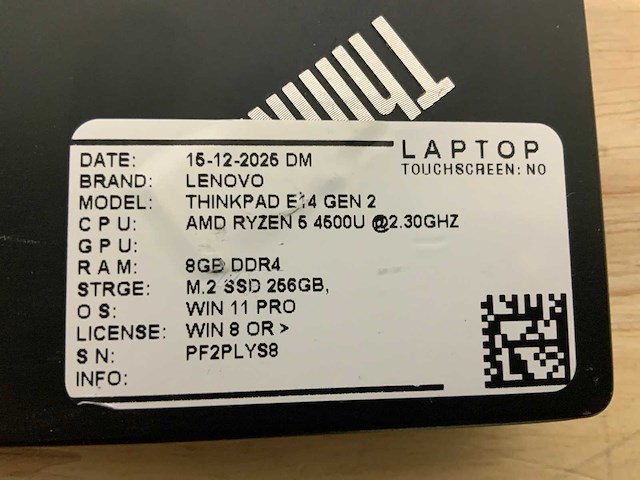 Thin
LAPTOP
TOUCHSCREEN: NO
DATE: 15-12-2025 DM
BRAND: LENOVO
MODEL: THINKPAD E14 GEN 2
CPU: AMD RYZEN 5 4500U @2.30GHZ
GPU:
RAM: 8GB DDR4
STRGE: M.2 SSD 256GB,
OS: WIN 11 PRO
LICENSE: WIN 8 OR >
SN: PF2PLYS8
INFO: